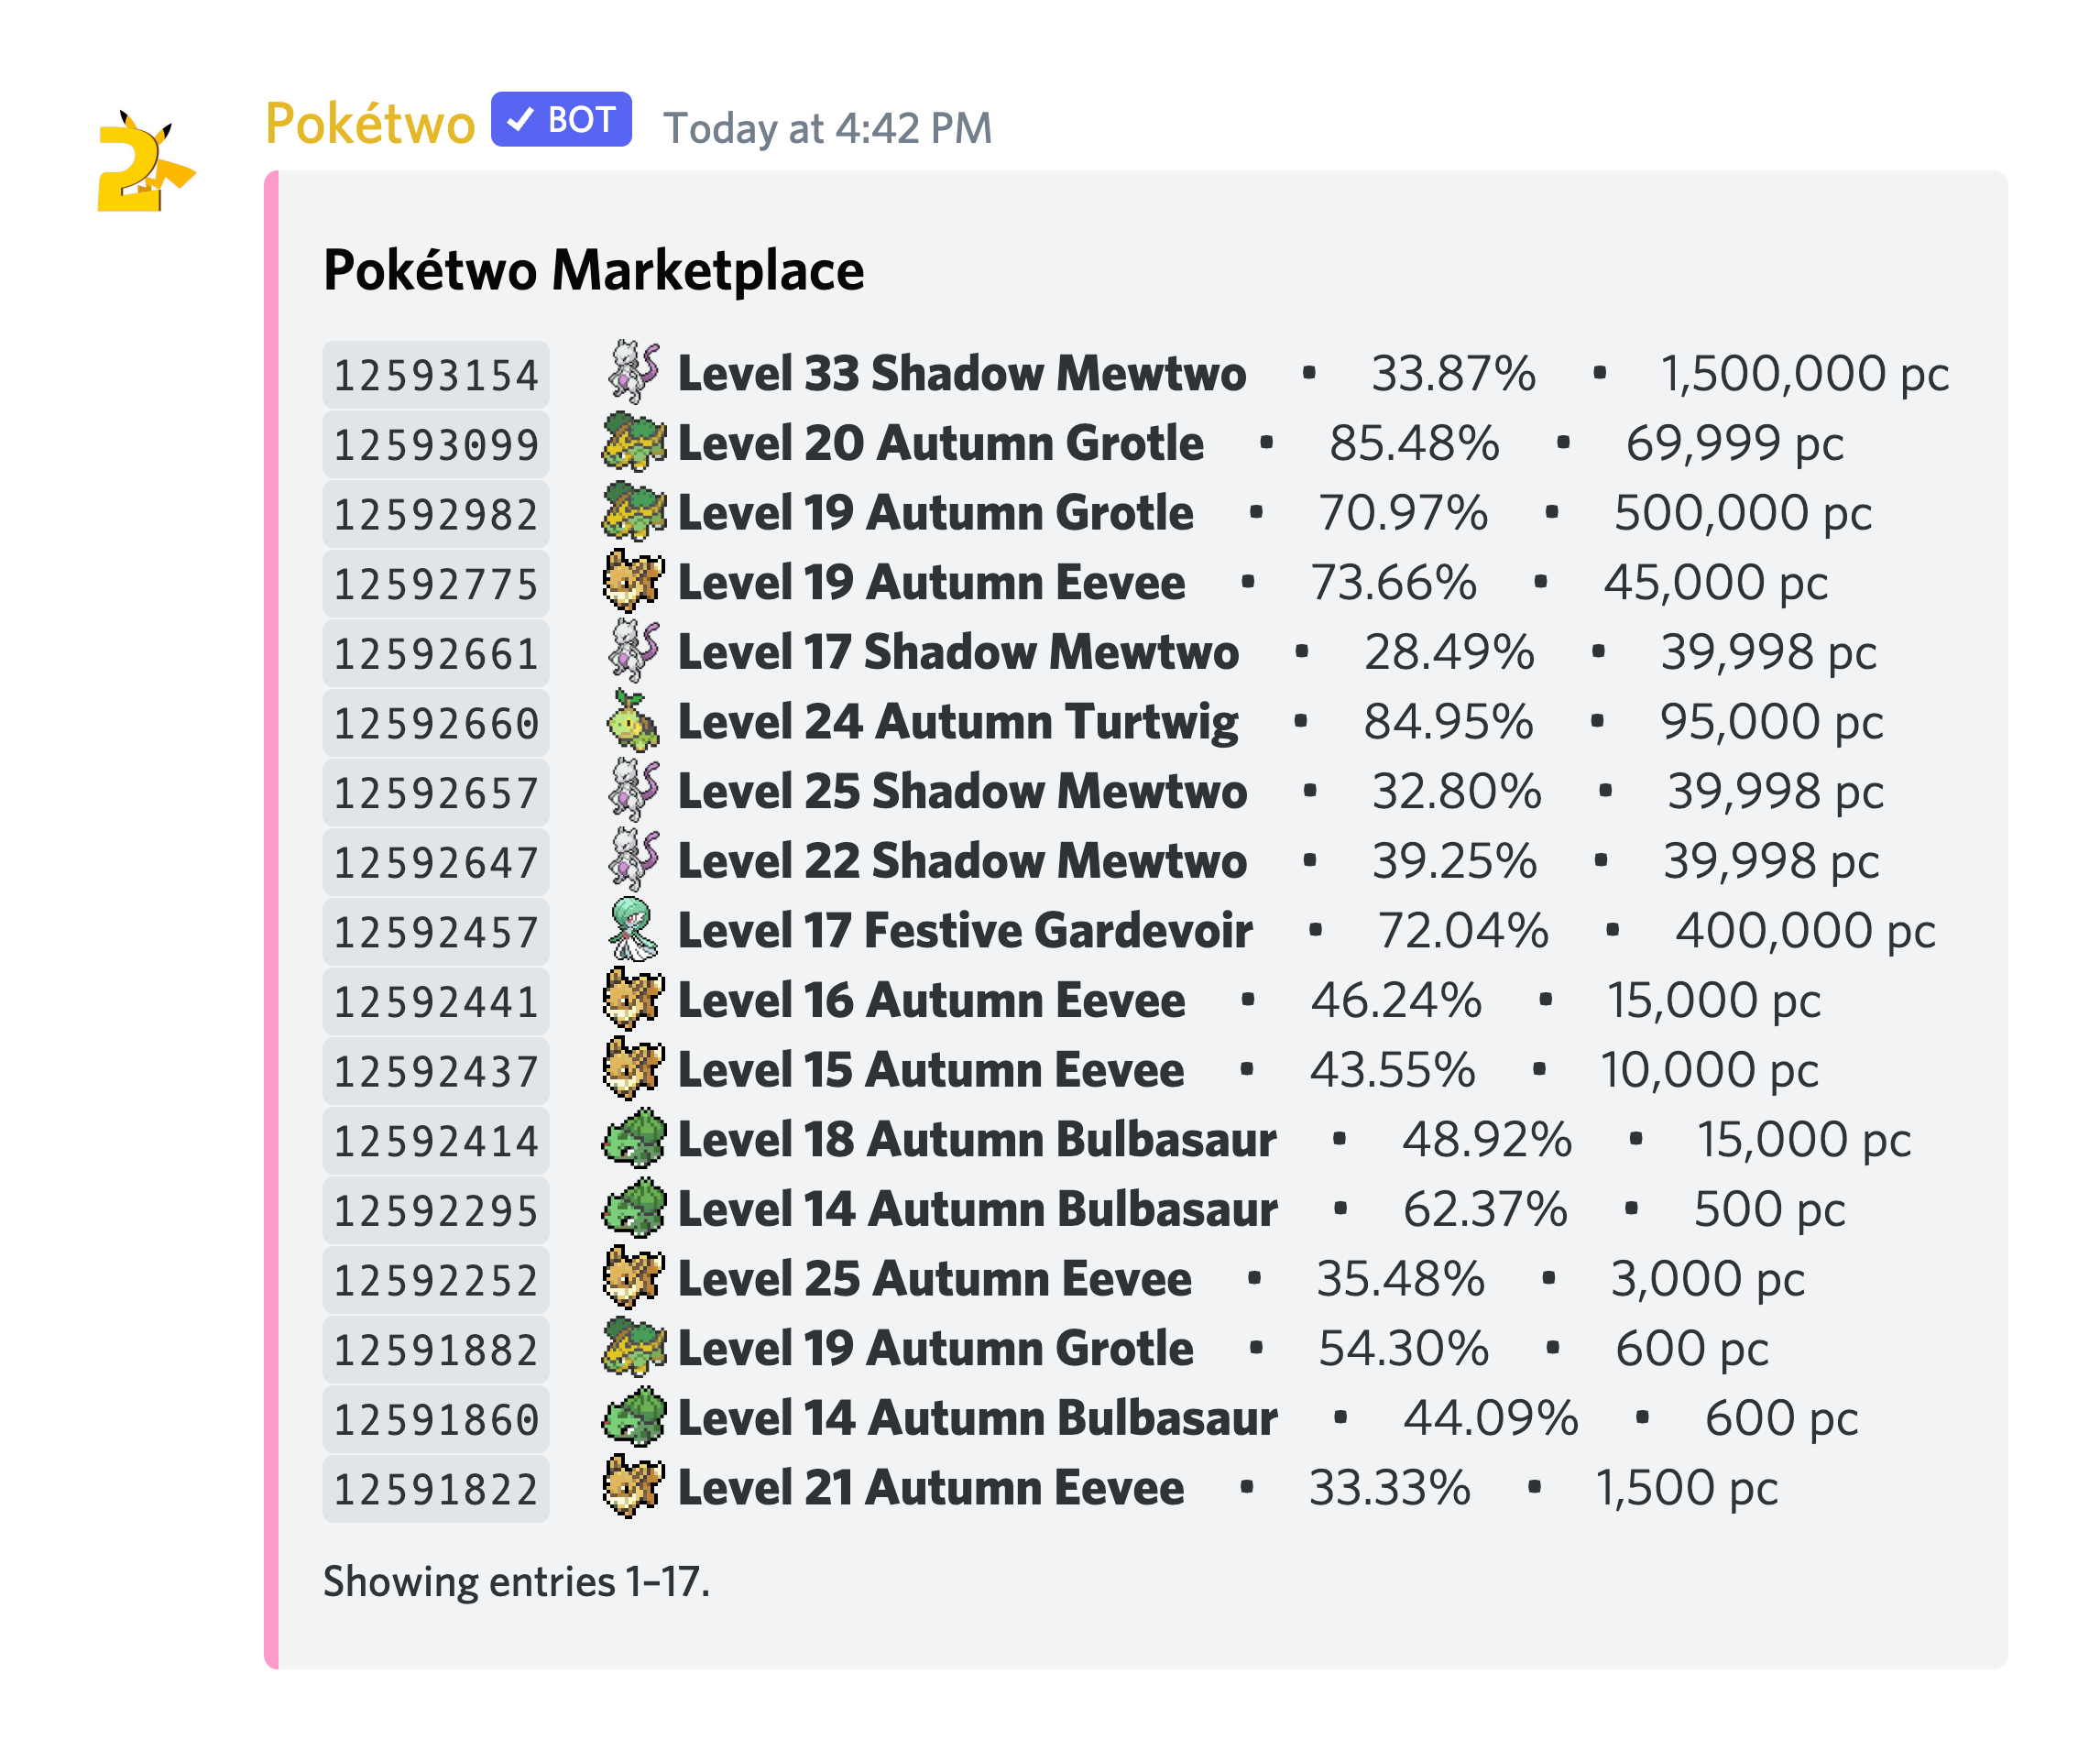 Pokétwo ✓ BOT Today at 4:42 PM
Pokétwo Marketplace
12593154 Level 33 Shadow Mewtwo • 33.87% • 1,500,000 pc
12593099 Level 20 Autumn Grotle • 85.48% • 69,999 pc
12592982 Level 19 Autumn Grotle • 70.97% • 500,000 pc
12592775 Level 19 Autumn Eevee • 73.66% • 45,000 pc
12592661 Level 17 Shadow Mewtwo • 28.49% • 39,998 pc
12592660 Level 24 Autumn Turtwig • 84.95% • 95,000 pc
12592657 Level 25 Shadow Mewtwo • 32.80% • 39,998 pc
12592647 Level 22 Shadow Mewtwo • 39.25% • 39,998 pc
12592457 Level 17 Festive Gardevoir • 72.04% • 400,000 pc
12592441 Level 16 Autumn Eevee • 46.24% • 15,000 pc
12592437 Level 15 Autumn Eevee • 43.55% • 10,000 pc
12592414 Level 18 Autumn Bulbasaur • 48.92% • 15,000 pc
12592295 Level 14 Autumn Bulbasaur • 62.37% • 500 pc
12592252 Level 25 Autumn Eevee • 35.48% • 3,000 pc
12591882 Level 19 Autumn Grotle • 54.30% • 600 pc
12591860 Level 14 Autumn Bulbasaur • 44.09% • 600 pc
12591822 Level 21 Autumn Eevee • 33.33% • 1,500 pc
Showing entries 1–17.